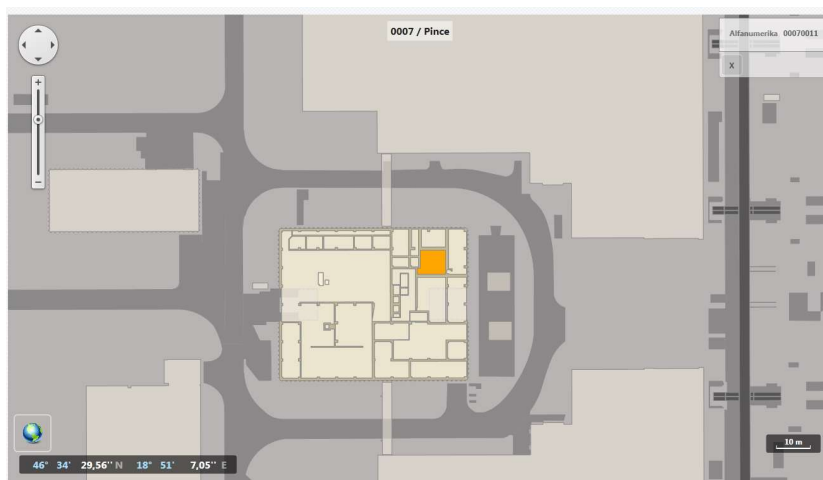 0007 / Pince
Alfanumerika 00070011
X
+
−
10 m
46° 34' 29,56'' N 18° 51' 7,05'' E